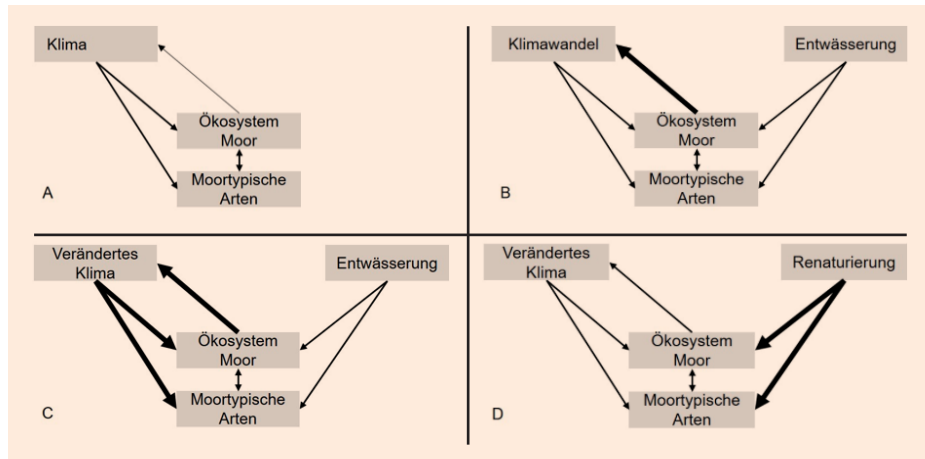 Klima
Ökosystem
Moor
Moortypische
Arten
A
Klimawandel
Entwässerung
Ökosystem
Moor
Moortypische
Arten
B
Verändertes
Klima
Entwässerung
Ökosystem
Moor
Moortypische
Arten
C
Verändertes
Klima
Renaturierung
Ökosystem
Moor
Moortypische
Arten
D